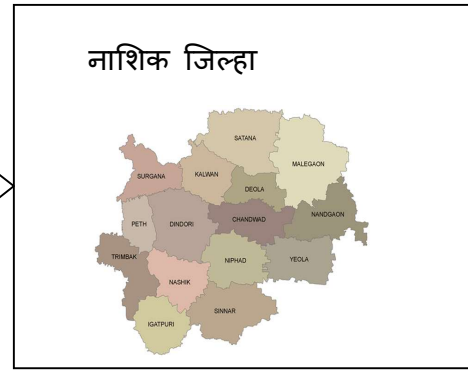 नाशिक जिल्हा
SATANA
MALEGAON
SURGANA
KALWAN
DEOLA
NANDGAON
PETH
DINDORI
CHANDWAD
TRIMBAK
NIPHAD
YEOLA
NASHIK
SINNAR
IGATPURI